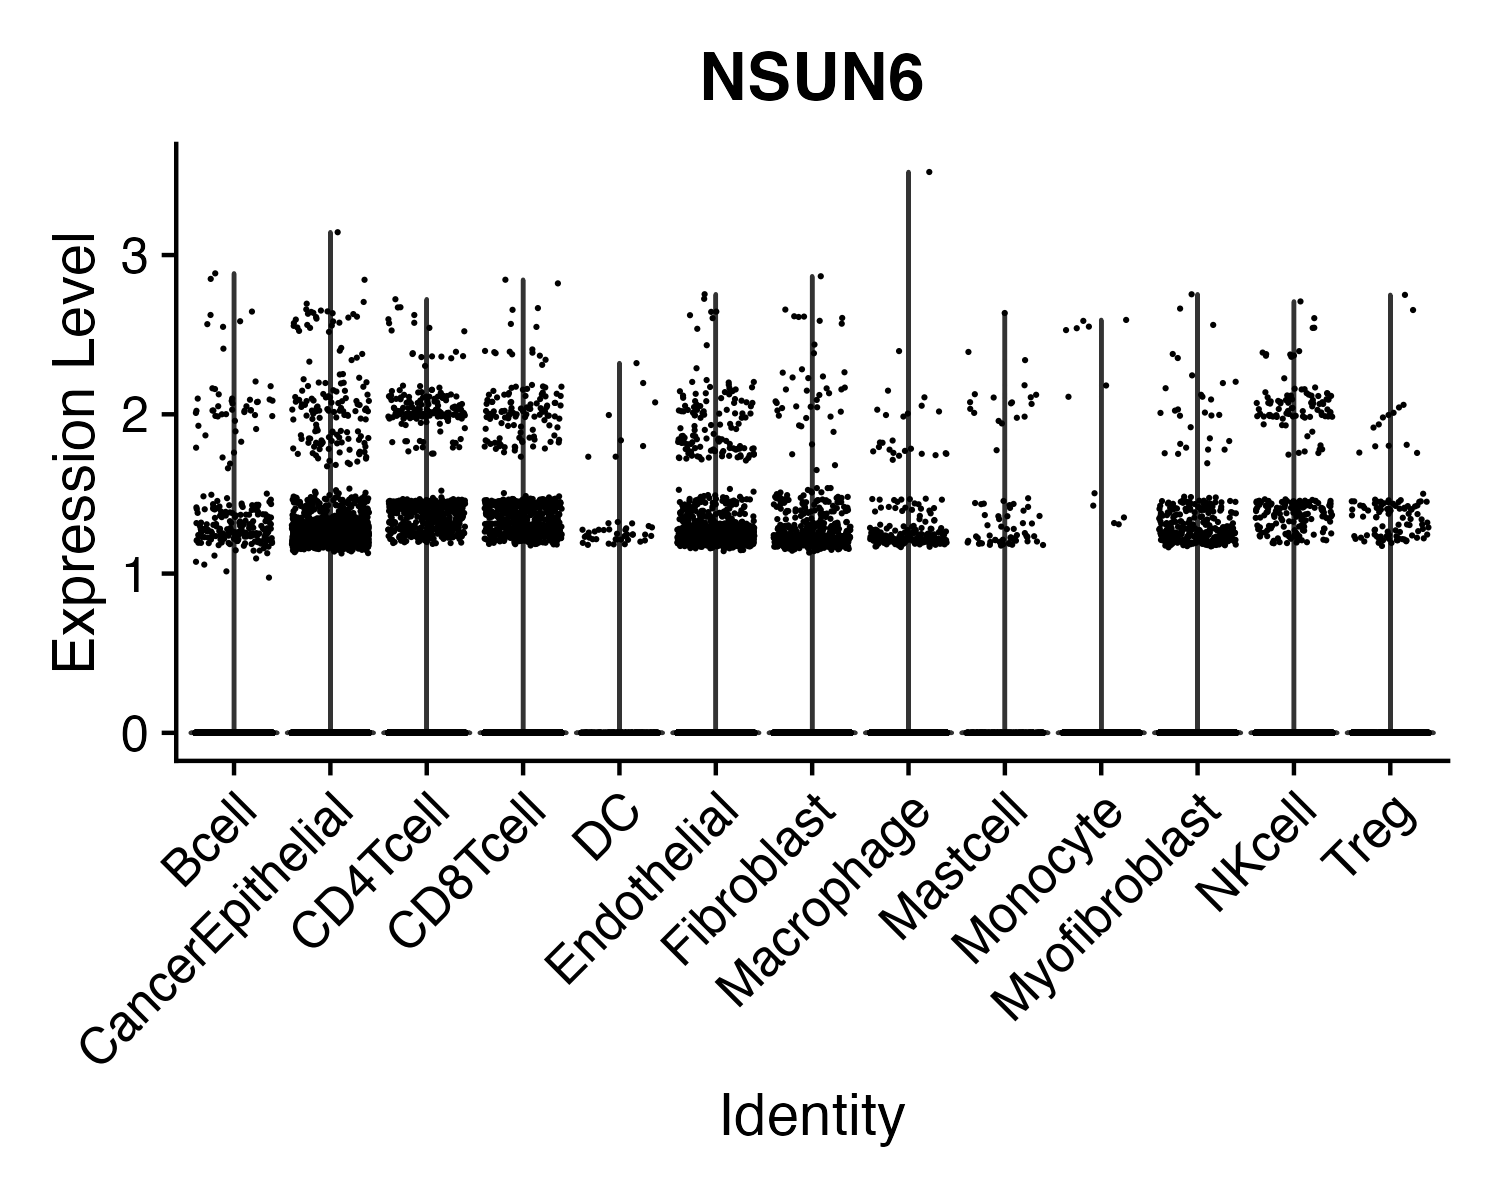 NSUN6
Expression Level
3
2
1
0
Bcell
CancerEpithelial
CD4Tcell
CD8Tcell
DC
Endothelial
Fibroblast
Macrophage
Mastcell
Monocyte
Myofibroblast
NKcell
Treg
Identity